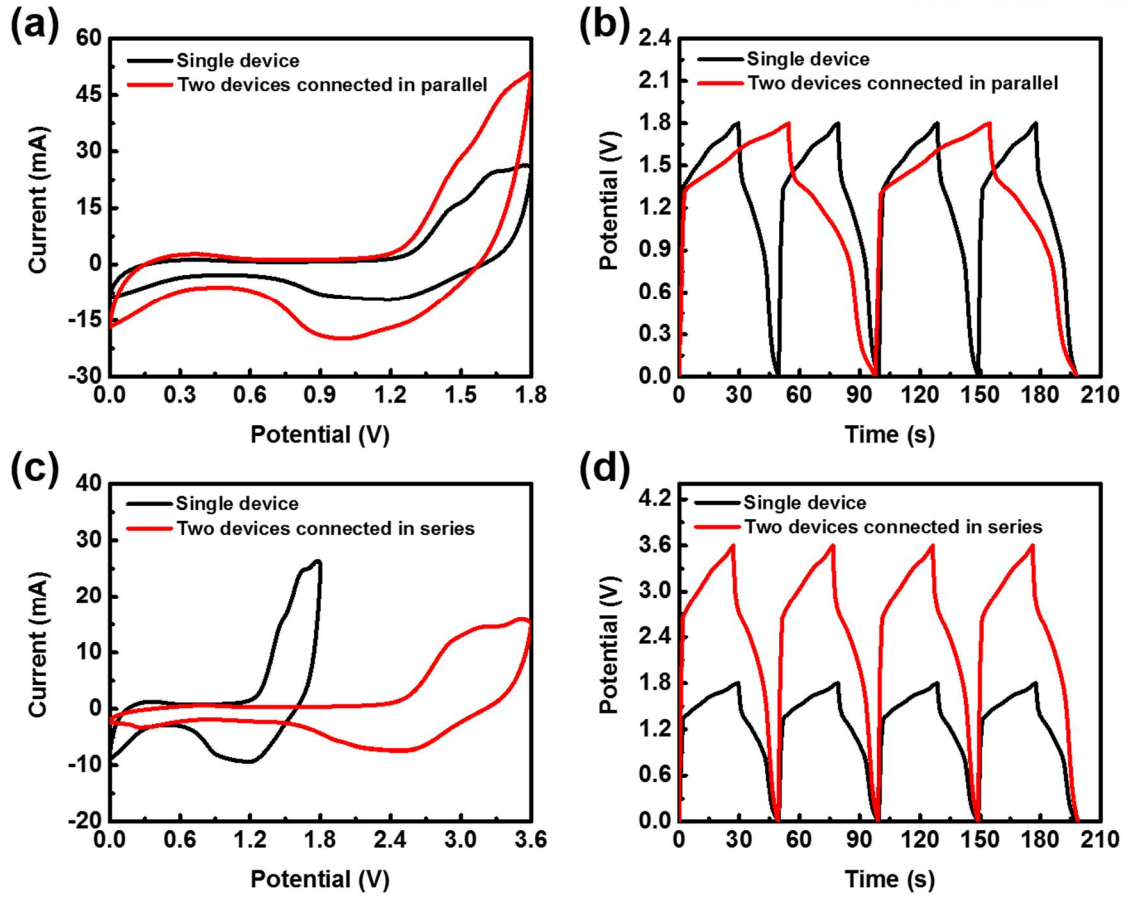 (a)
60
45
30
15
0
-15
-30
Current (mA)
Single device
Two devices connected in parallel
0.0 0.3 0.6 0.9 1.2 1.5 1.8
Potential (V)
(b)
2.4
2.1
1.8
1.5
1.2
0.9
0.6
0.3
0.0
Potential (V)
Single device
Two devices connected in parallel
0 30 60 90 120 150 180 210
Time (s)
(c)
40
30
20
10
0
-10
-20
Current (mA)
Single device
Two devices connected in series
0.0 0.6 1.2 1.8 2.4 3.0 3.6
Potential (V)
(d)
4.2
3.6
3.0
2.4
1.8
1.2
0.6
0.0
Potential (V)
Single device
Two devices connected in series
0 30 60 90 120 150 180 210
Time (s)